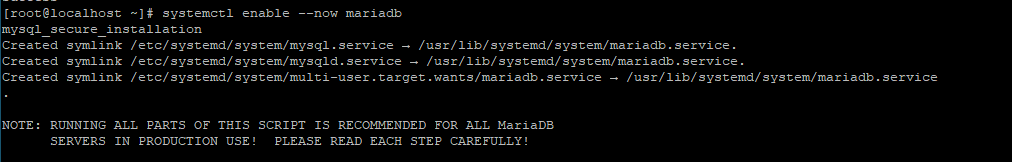 [root@localhost ~]# systemctl enable --now mariadb
mysql_secure_installation
Created symlink /etc/systemd/system/mysql.service → /usr/lib/systemd/system/mariadb.service.
Created symlink /etc/systemd/system/mysqld.service → /usr/lib/systemd/system/mariadb.service.
Created symlink /etc/systemd/system/multi-user.target.wants/mariadb.service → /usr/lib/systemd/system/mariadb.service
.
NOTE: RUNNING ALL PARTS OF THIS SCRIPT IS RECOMMENDED FOR ALL MariaDB
SERVERS IN PRODUCTION USE!  PLEASE READ EACH STEP CAREFULLY!